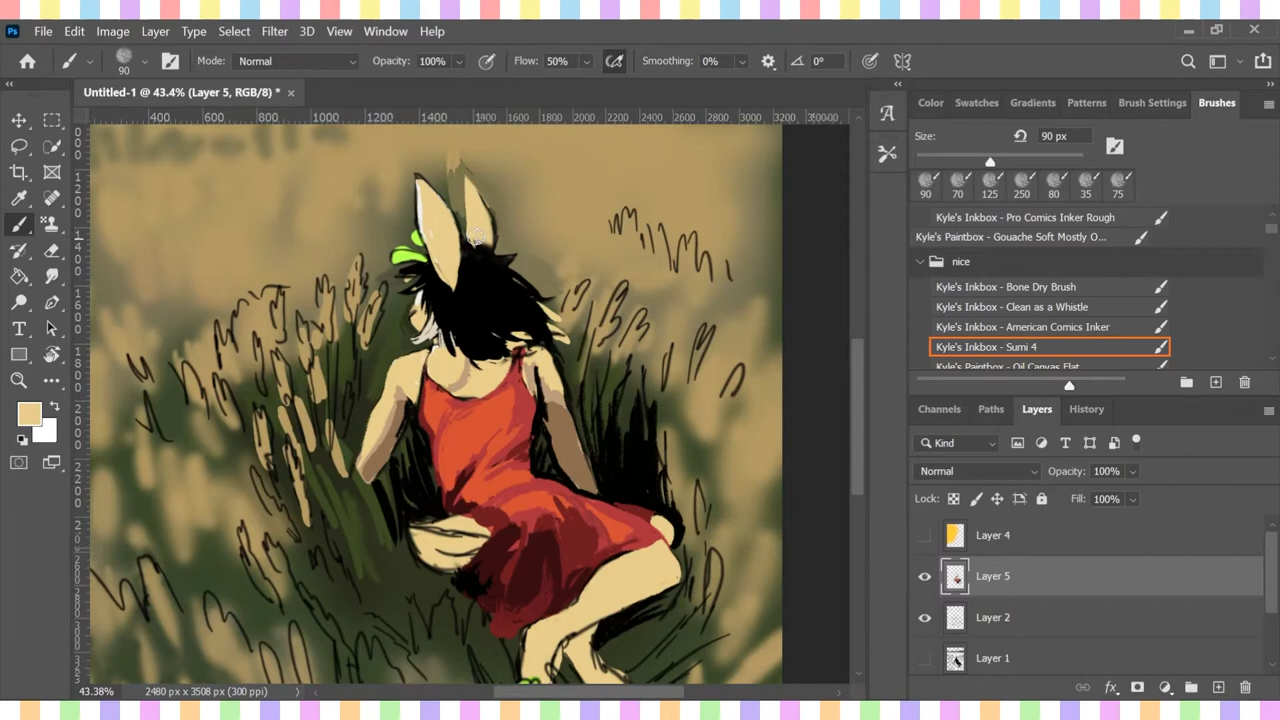 Ps File Edit Image Layer Type Select Filter 3D View Window Help
90 Mode: Normal Opacity: 100% Flow: 50% Smoothing: 0% 0°
Untitled-1 @ 43.4% (Layer 5, RGB/8) * ×
Color Swatches Gradients Patterns Brush Settings Brushes
400 600 800 1000 1200 1400 1600 1800 2000 2200 2400 2600 2800 3000
Size: 90 px
90 70 125 250 80 35 75
Kyle's Inkbox - Pro Comics Inker Rough
Kyle's Paintbox - Gouache Soft Mostly O...
nice
Kyle's Inkbox - Bone Dry Brush
Kyle's Inkbox - Clean as a Whistle
Kyle's Inkbox - American Comics Inker
Kyle's Inkbox - Sumi 4
Kyle's Paintbox - Oil Canvas Flat
Channels Paths Layers History
Kind
Normal Opacity: 100%
Lock: Fill: 100%
Layer 4
Layer 5
Layer 2
Layer 1
43.38% 2480 px x 3508 px (300 ppi)